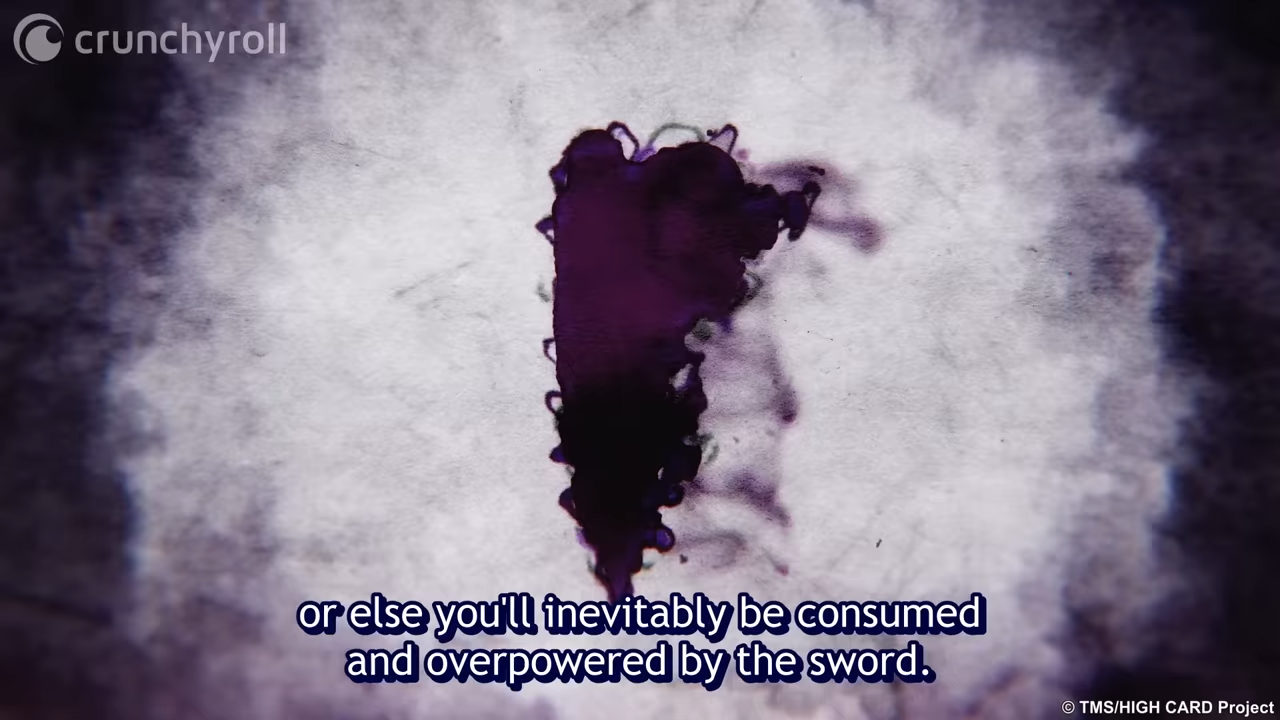 crunchyroll
or else you'll inevitably be consumed
and overpowered by the sword.
© TMS/HIGH CARD Project